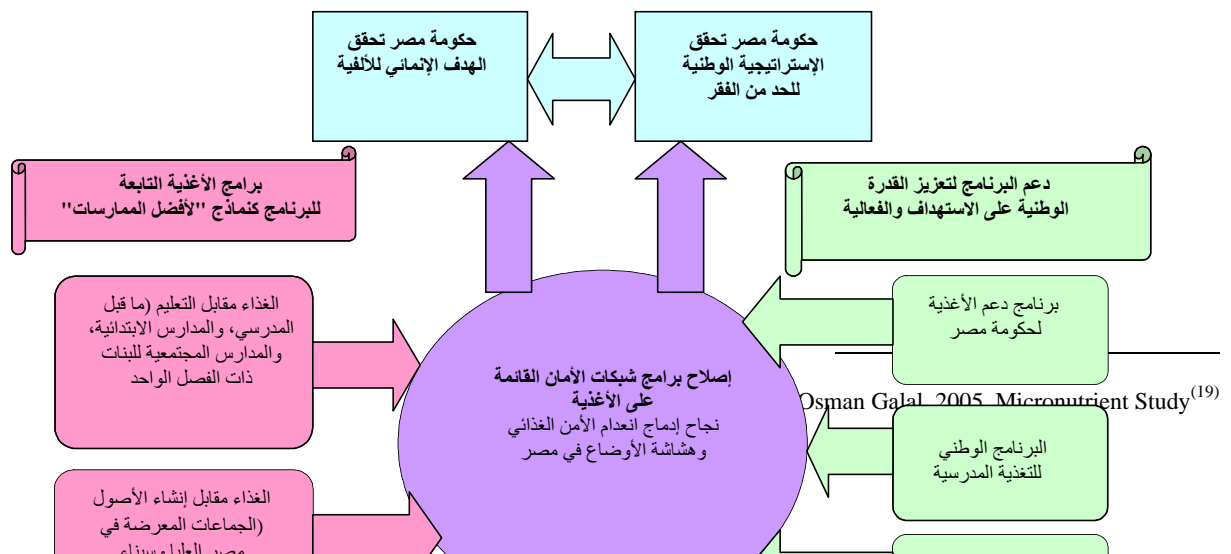 حكومة مصر تحقق
الإستراتيجية الوطنية
للحد من الفقر
حكومة مصر تحقق
الهدف الإنمائي للألفية
دعم البرنامج لتعزيز القدرة
الوطنية على الاستهداف والفعالية
برامج الأغذية التابعة
للبرنامج كنماذج "لأفضل الممارسات"
برنامج دعم الأغذية
لحكومة مصر
البرنامج الوطني
للتغذية المدرسية
إصلاح برامج شبكات الأمان القائمة
على الأغذية
نجاح إدماج انعدام الأمن الغذائي
وهشاشة الأوضاع في مصر
الغذاء مقابل التعليم (ما قبل
المدرسي، والمدارس الابتدائية،
والمدارس المجتمعية للبنات
ذات الفصل الواحد
الغذاء مقابل إنشاء الأصول
(الجماعات المعرضة في
مصر العليا وسيناء
Osman Galal, 2005, Micronutrient Study(19)